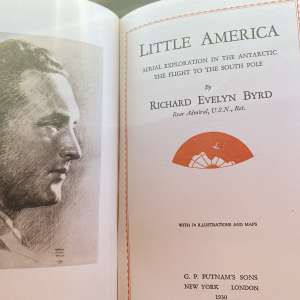 LITTLE AMERICA
AERIAL EXPLORATION IN THE ANTARCTIC
THE FLIGHT TO THE SOUTH POLE
By
RICHARD EVELYN BYRD
Rear Admiral, U.S.N., Ret.
WITH 74 ILLUSTRATIONS AND MAPS
G. P. PUTNAM'S SONS
NEW YORK LONDON
1930